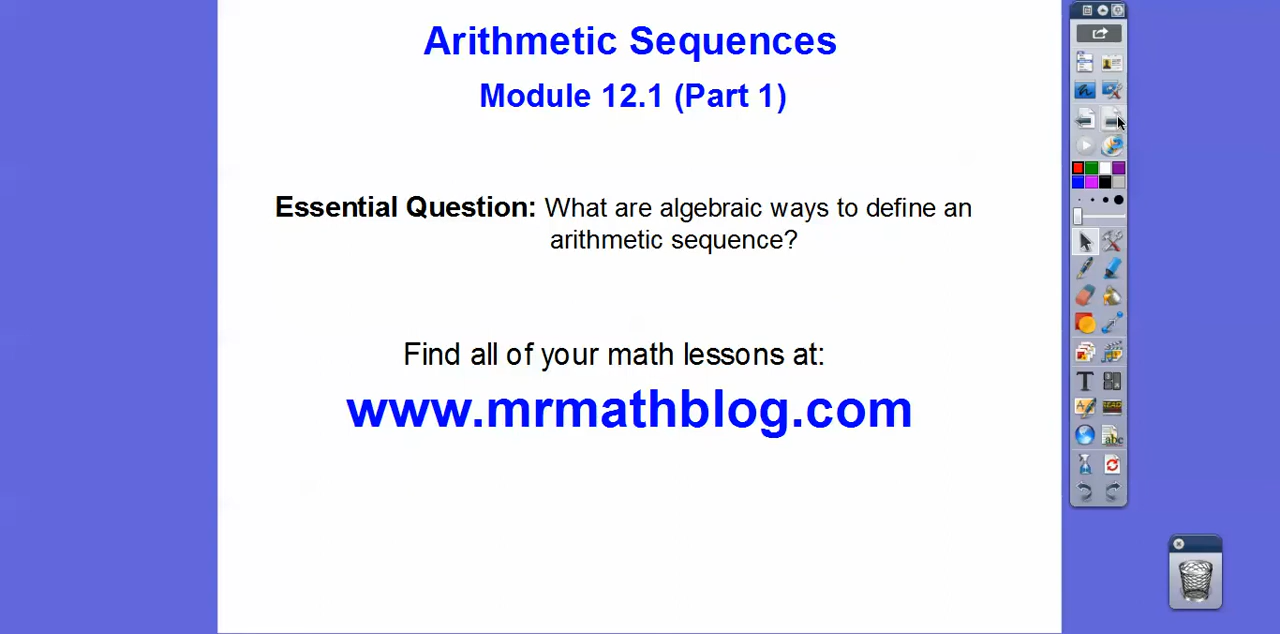 Arithmetic Sequences
Module 12.1 (Part 1)
Essential Question: What are algebraic ways to define an
arithmetic sequence?
Find all of your math lessons at:
www.mrmathblog.com